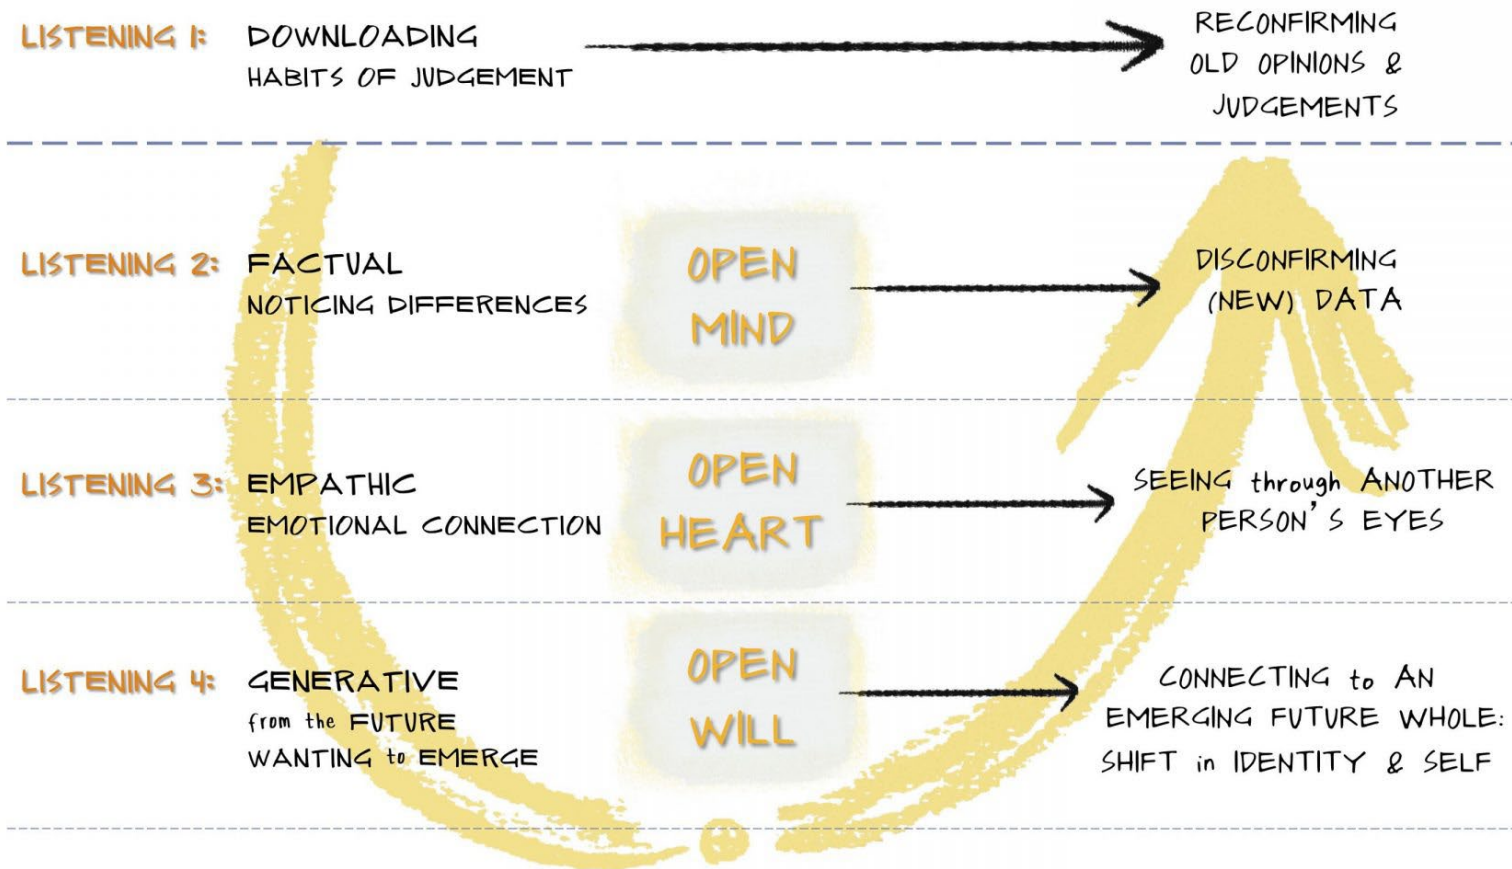 LISTENING 1:
DOWNLOADING
HABITS OF JUDGEMENT
RECONFIRMING
OLD OPINIONS &
JUDGEMENTS
LISTENING 2:
FACTUAL
NOTICING DIFFERENCES
OPEN
MIND
DISCONFIRMING
(NEW) DATA
LISTENING 3:
EMPATHIC
EMOTIONAL CONNECTION
OPEN
HEART
SEEING through ANOTHER
PERSON'S EYES
LISTENING 4:
GENERATIVE
from the FUTURE
WANTING to EMERGE
OPEN
WILL
CONNECTING to AN
EMERGING FUTURE WHOLE:
SHIFT in IDENTITY & SELF